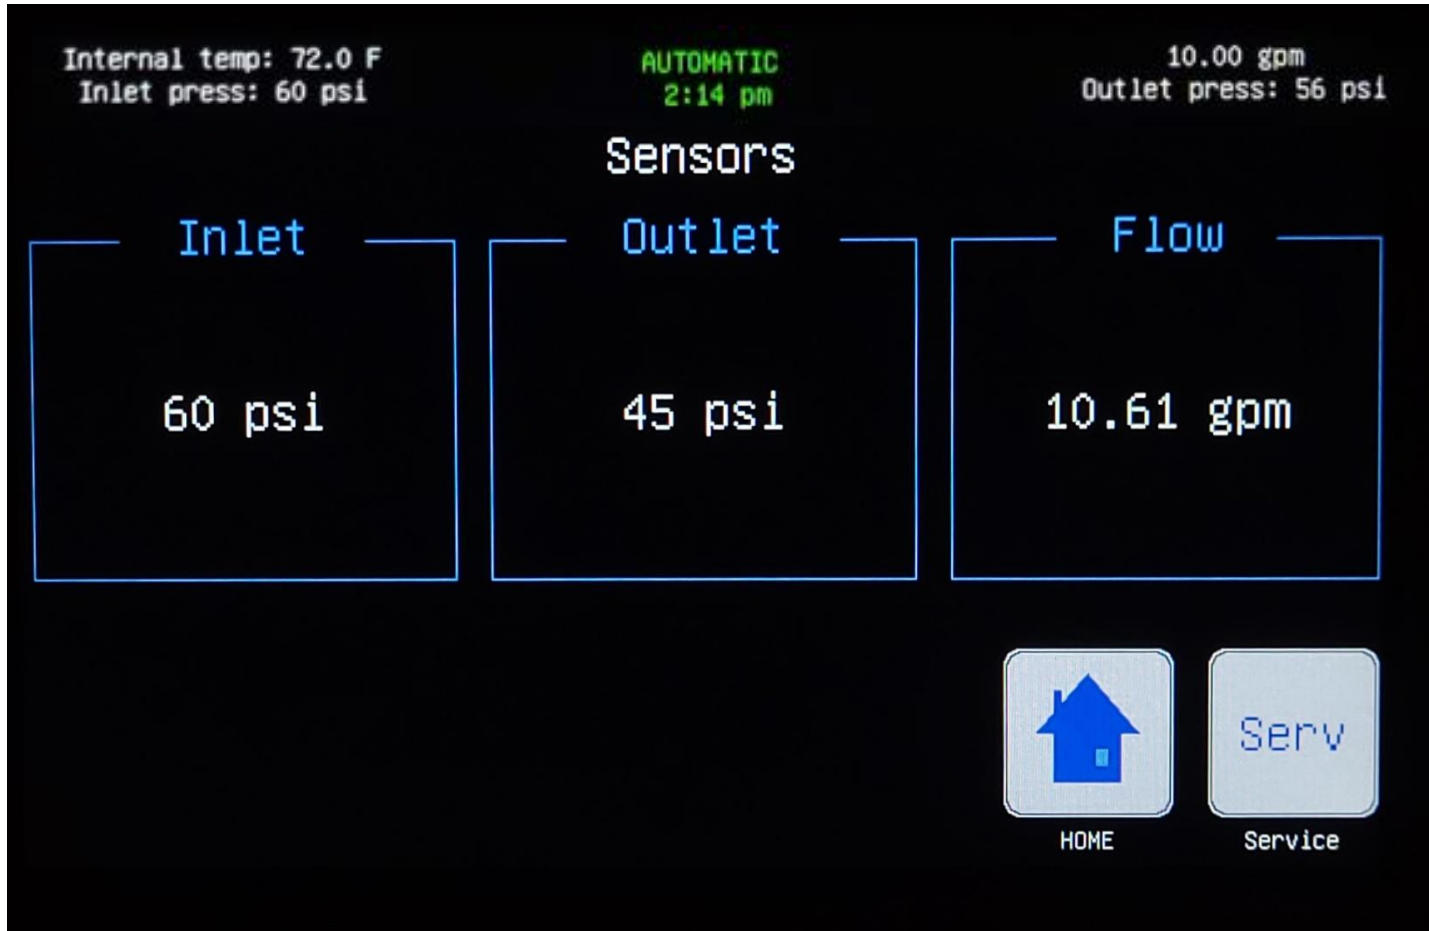 Internal temp: 72.0 F
Inlet press: 60 psi
AUTOMATIC
2:14 pm
10.00 gpm
Outlet press: 56 psi
Sensors
Inlet
60 psi
Outlet
45 psi
Flow
10.61 gpm
Serv
HOME
Service